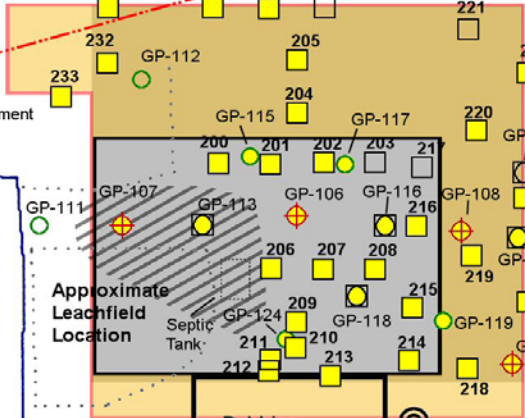 221
232
GP-112
205
233
204
ment
GP-115
GP-117
220
200
201
202
203
217
GP-107
GP-106
GP-116
GP-108
GP-111
GP-113
216
206
207
208
219
Approximate
Leachfield
Location
GP-118
215
209
GP-124
GP-119
Septic
Tank
210
211
214
212
213
218